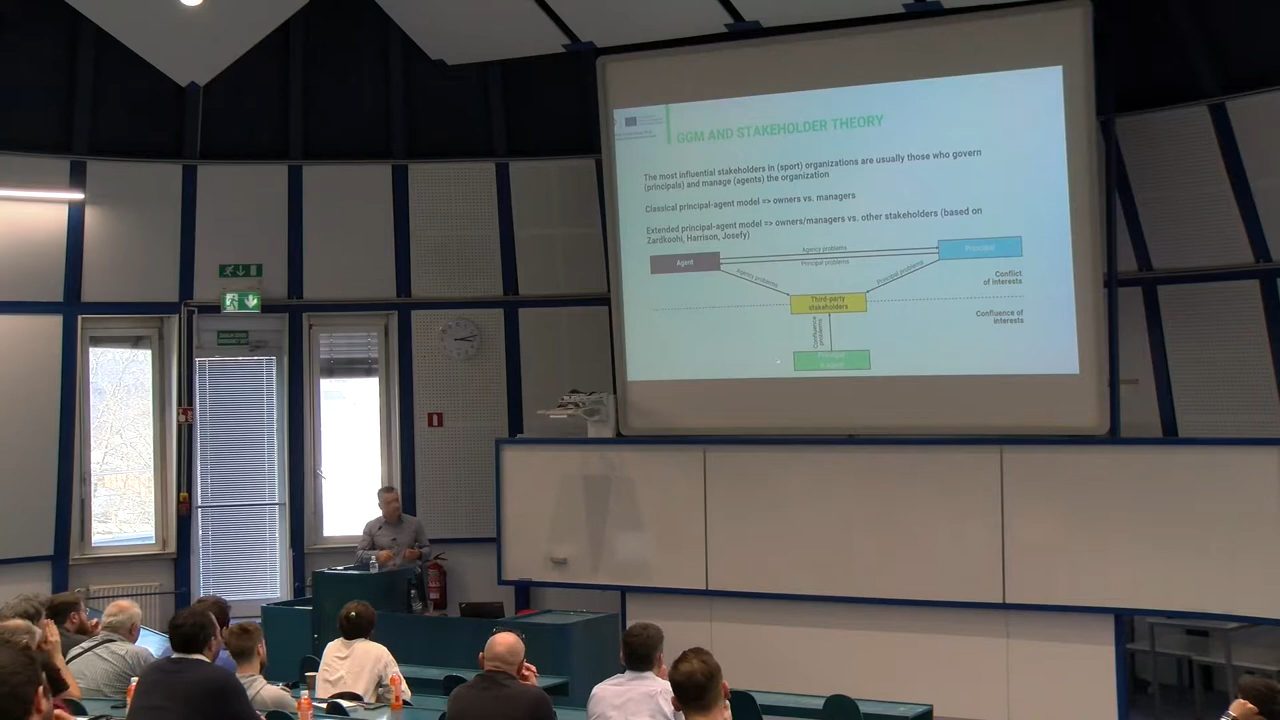 GGM AND STAKEHOLDER THEORY
The most influential stakeholders in (sport) organizations are usually those who govern
(principals) and manage (agents) the organization
Classical principal-agent model => owners vs. managers
Extended principal-agent model => owners/managers vs. other stakeholders (based on
Zardkoohi, Harrison, Josefy)
Agency problems
Principal
Agent
Principal problems
Agency problems
Principal problems
Conflict
of interests
Third-party
stakeholders
Confluence
of interests
Confluence
problems